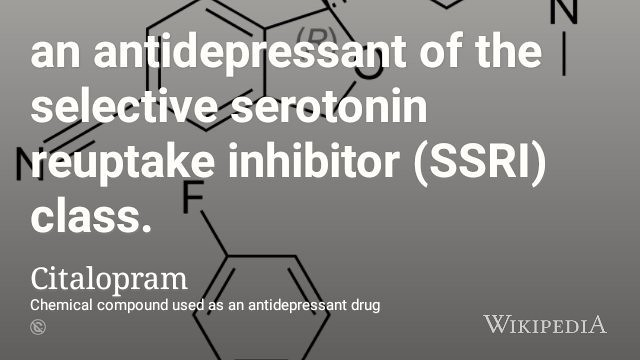 an antidepressant of the
selective serotonin
reuptake inhibitor (SSRI)
class.
Citalopram
Chemical compound used as an antidepressant drug
WIKIPEDIA
(R)
O
N
N
F